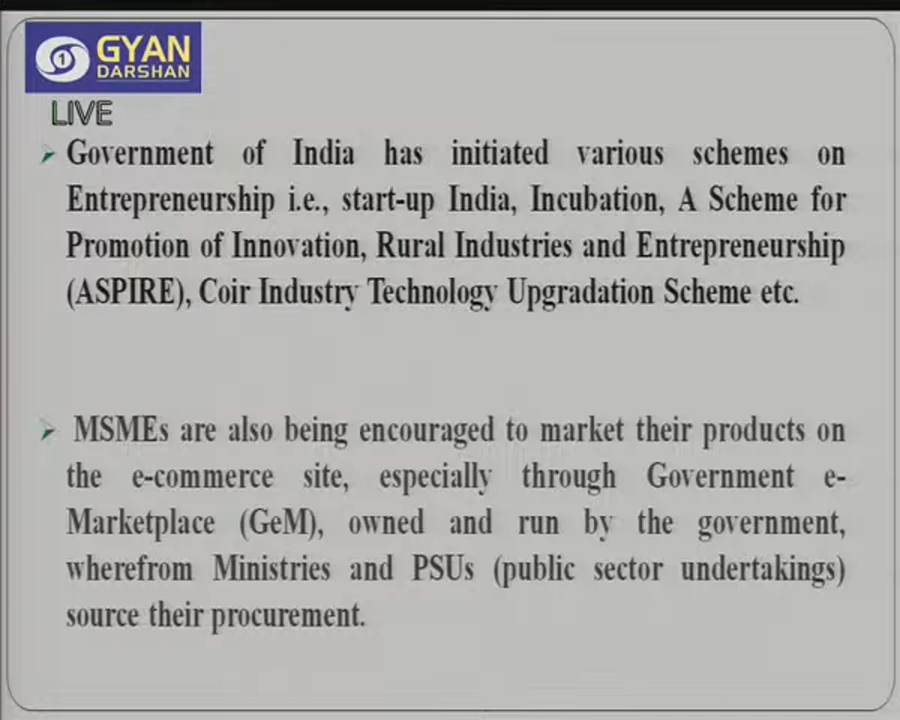 GYAN
DARSHAN
LIVE
Government of India has initiated various schemes on
Entrepreneurship i.e., start-up India, Incubation, A Scheme for
Promotion of Innovation, Rural Industries and Entrepreneurship
(ASPIRE), Coir Industry Technology Upgradation Scheme etc.
MSMEs are also being encouraged to market their products on
the e-commerce site, especially through Government e-
Marketplace (GeM), owned and run by the government,
wherefrom Ministries and PSUs (public sector undertakings)
source their procurement.